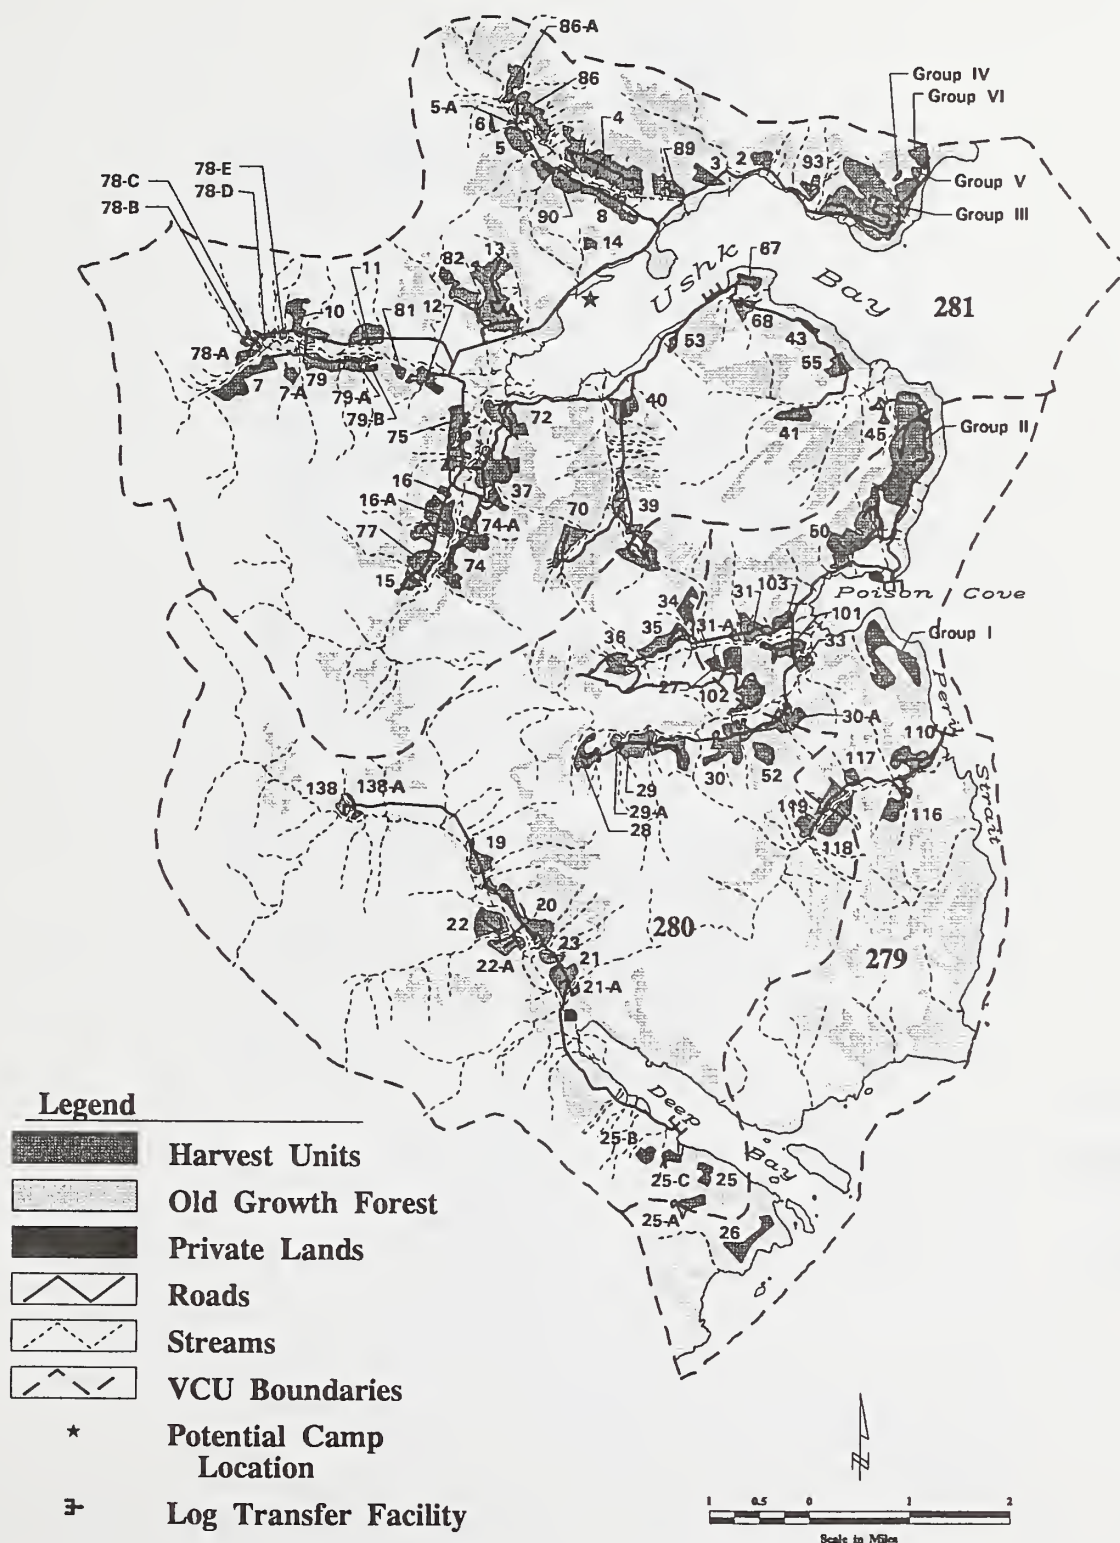 86-A
86
Group IV
Group VI
5-A
6
4
5
89
3
2
93
78-E
78-C
78-D
78-B
Group V
Group III
90
8
14
82
13
67
Ushk Bay
281
11
10
81
12
68
43
53
55
78-A
7
7-A
79
79-A
79-B
40
72
75
41
45
Group II
16
37
16-A
70
39
74-A
77
50
15
74
Poison Cove
34
31
103
101
31-A
35
36
33
Group I
27
102
30-A
Peril Strait
110
117
30
52
29
29-A
28
138
138-A
119
116
118
19
20
22
280
23
22-A
21
279
21-A
Deep Bay
25-B
25-C
25
25-A
26
Legend
Harvest Units
Old Growth Forest
Private Lands
Roads
Streams
VCU Boundaries
Potential Camp
Location
Log Transfer Facility
N
1 0.5 0 1 2
Scale in Miles